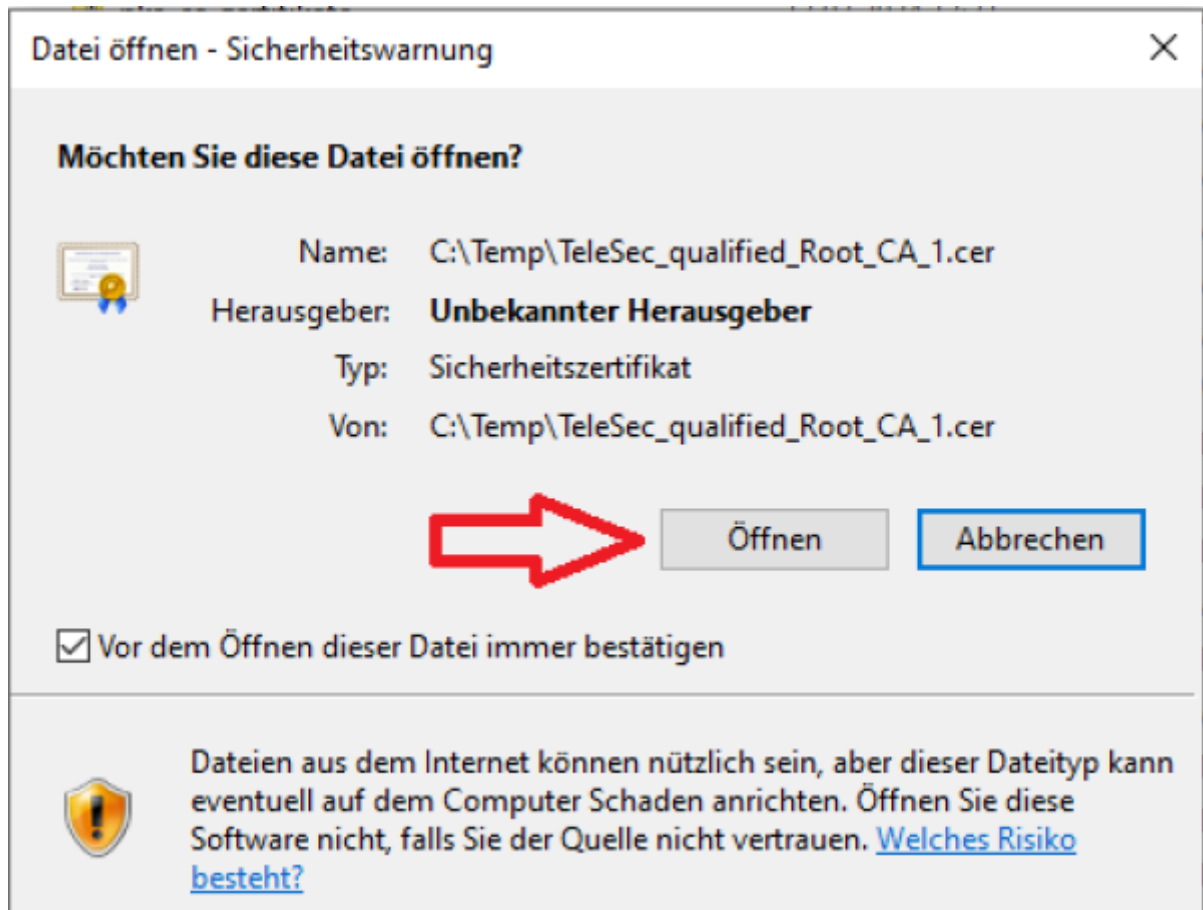 Datei öffnen - Sicherheitswarnung
Möchten Sie diese Datei öffnen?
Name: C:\Temp\TeleSec_qualified_Root_CA_1.cer
Herausgeber: Unbekannter Herausgeber
Typ: Sicherheitszertifikat
Von: C:\Temp\TeleSec_qualified_Root_CA_1.cer
Öffnen Abbrechen
Vor dem Öffnen dieser Datei immer bestätigen
Dateien aus dem Internet können nützlich sein, aber dieser Dateityp kann
eventuell auf dem Computer Schaden anrichten. Öffnen Sie diese
Software nicht, falls Sie der Quelle nicht vertrauen. Welches Risiko
besteht?